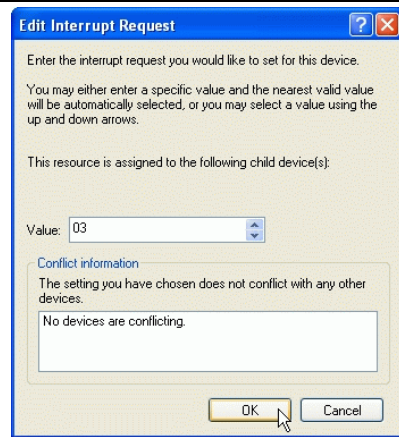 Edit Interrupt Request
Enter the interrupt request you would like to set for this device.
You may either enter a specific value and the nearest valid value
will be automatically selected, or you may select a value using the
up and down arrows.
This resource is assigned to the following child device(s):
Value: 03
Conflict information
The setting you have chosen does not conflict with any other
devices.
No devices are conflicting.
OK Cancel